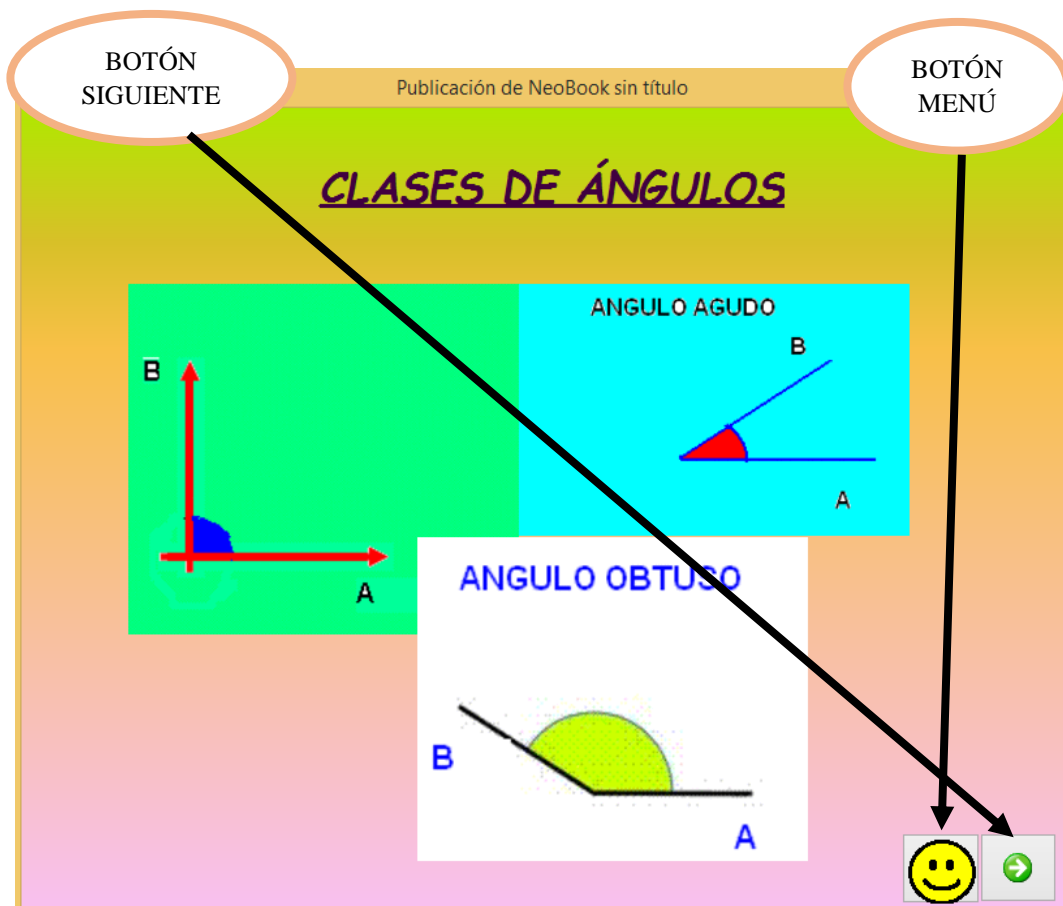 BOTÓN
SIGUIENTE
BOTÓN
MENÚ
Publicación de NeoBook sin título
CLASES DE ÁNGULOS
B
A
ANGULO AGUDO
B
A
ANGULO OBTUSO
B
A